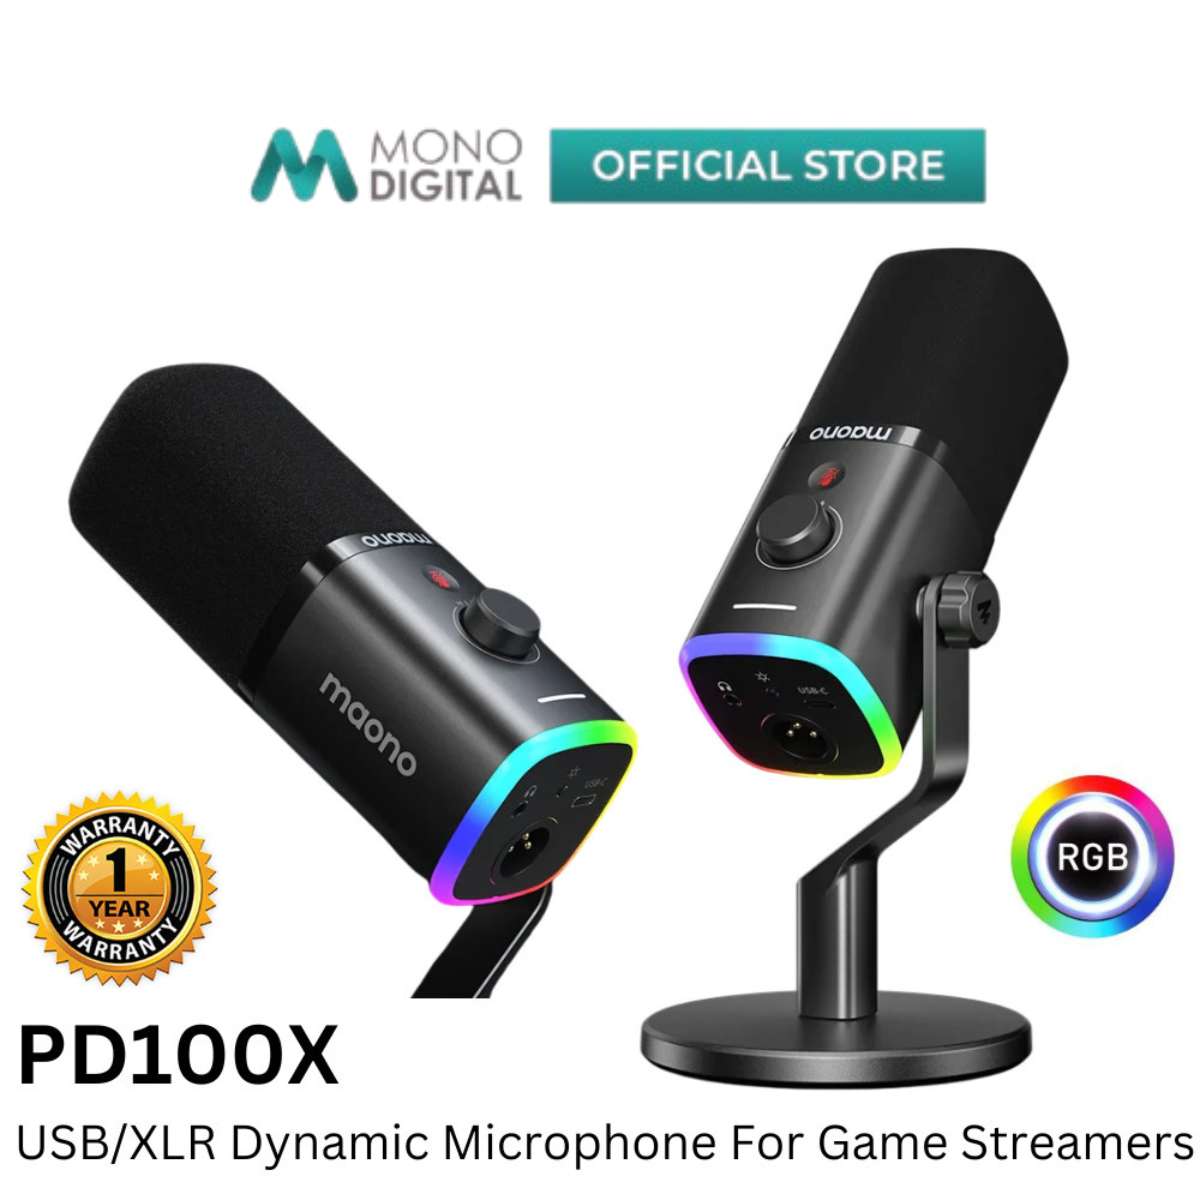 MONO
DIGITAL
OFFICIAL STORE
maono
maono
maono
USB-C
USB-C
WARRANTY
1
YEAR
WARRANTY
RGB
PD100X
USB/XLR Dynamic Microphone For Game Streamers